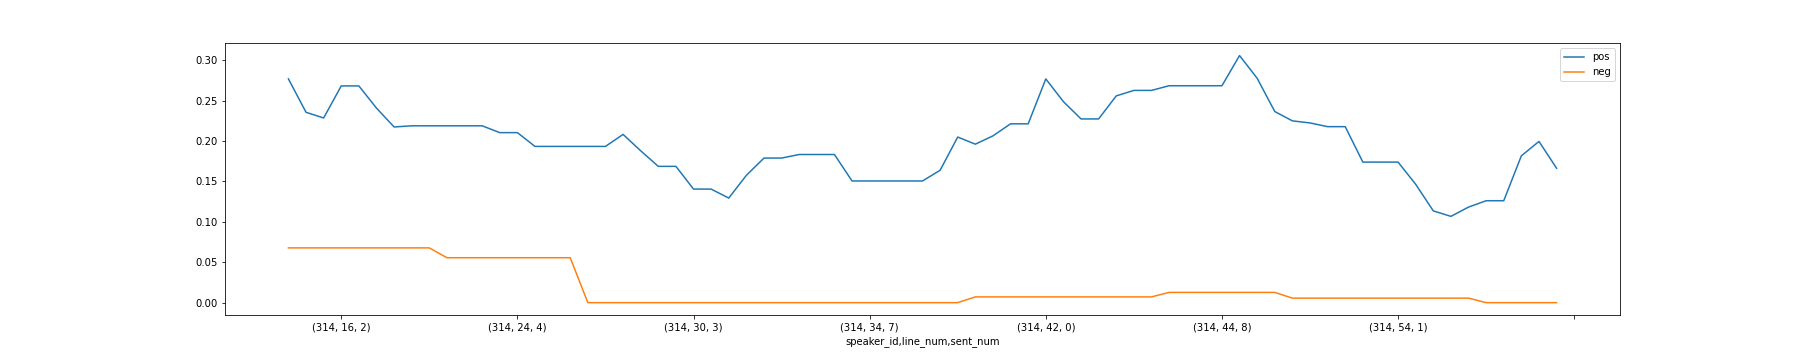 0.30
0.25
0.20
0.15
0.10
0.05
0.00
pos
neg
(314, 16, 2)
(314, 24, 4)
(314, 30, 3)
(314, 34, 7)
(314, 42, 0)
(314, 44, 8)
(314, 54, 1)
speaker_id,line_num,sent_num